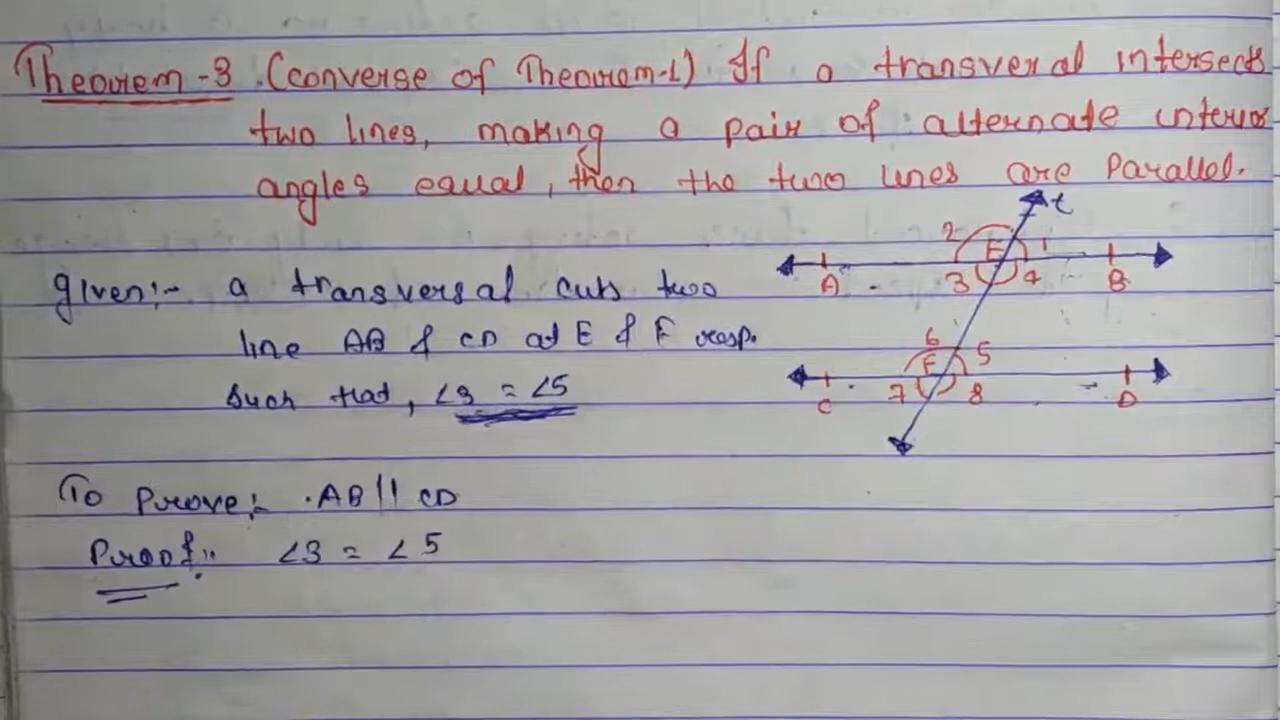 Theorem-3 (converse of Theorem-1) If a transversal intersects
two lines, making a pair of alternate interior
angles equal, then the two lines are Parallel.
t
2 E 1
A 3 4 B
given:- a transversal cuts two
line AB & CD at E & F resp.
such that, ∠3 = ∠5
6 F 5
C 7 8 D
To Prove:- AB || CD
Proof:- ∠3 = ∠5